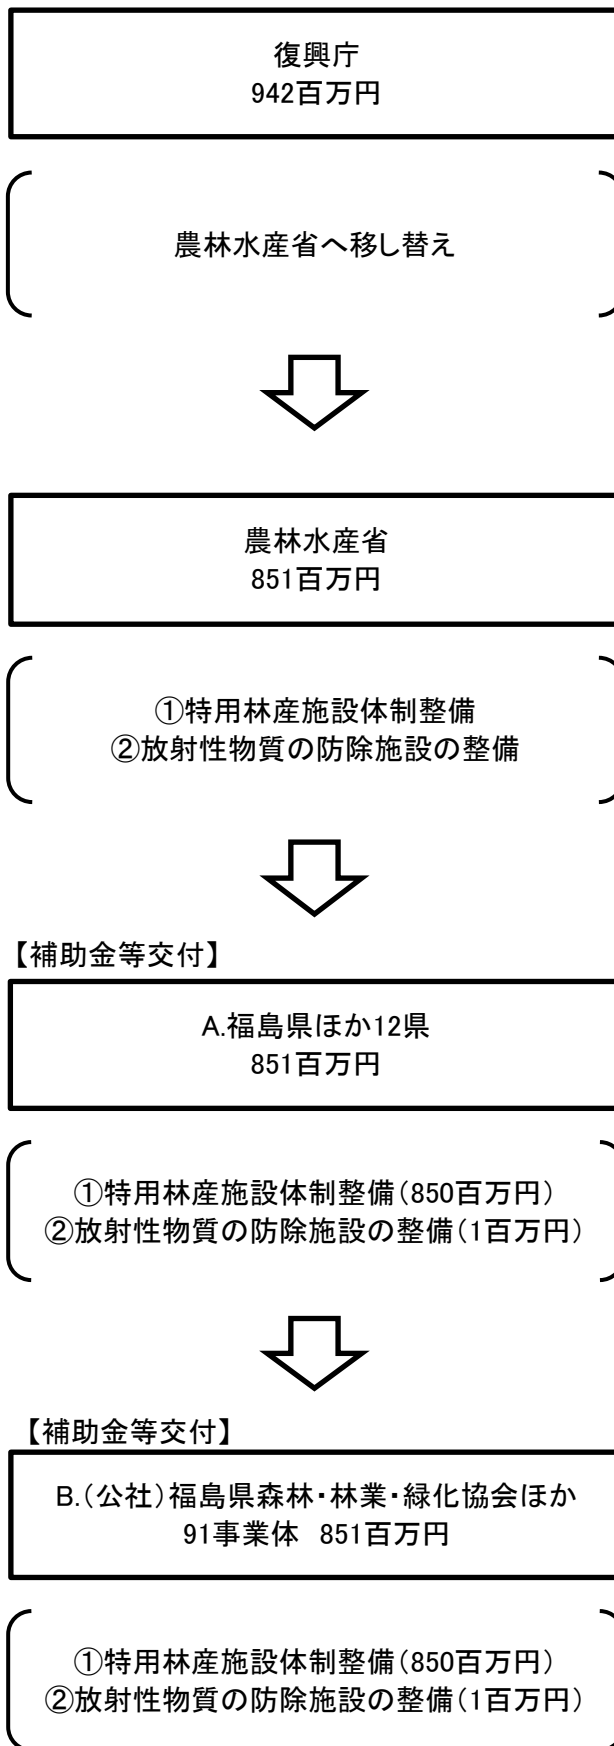 復興庁
942百万円
農林水産省へ移し替え
農林水産省
851百万円
①特用林産施設体制整備
②放射性物質の防除施設の整備
【補助金等交付】
A.福島県ほか12県
851百万円
①特用林産施設体制整備（850百万円）
②放射性物質の防除施設の整備（1百万円）
【補助金等交付】
B.（公社）福島県森林・林業・緑化協会ほか
91事業体　851百万円
①特用林産施設体制整備（850百万円）
②放射性物質の防除施設の整備（1百万円）